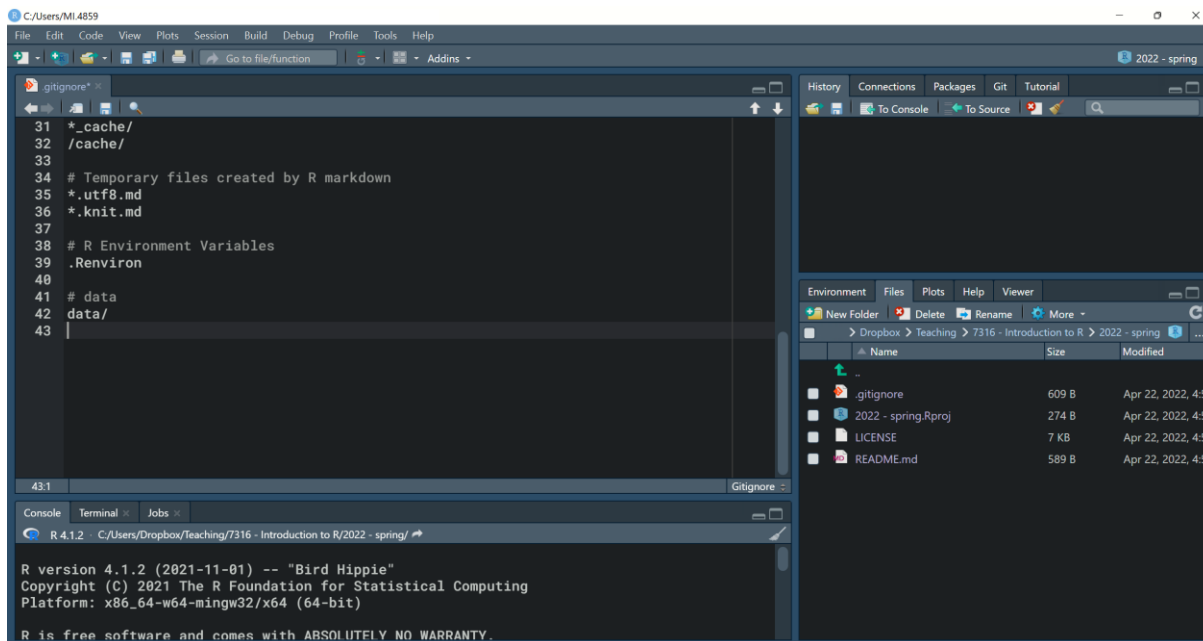 C:/Users/MI.4859
File Edit Code View Plots Session Build Debug Profile Tools Help
Go to file/function Addins 2022 - spring
.gitignore*
31 *_cache/
32 /cache/
33
34 # Temporary files created by R markdown
35 *.utf8.md
36 *.knit.md
37
38 # R Environment Variables
39 .Renviron
40
41 # data
42 data/
43
43:1 Gitignore
Console Terminal Jobs
R 4.1.2 · C:/Users/Dropbox/Teaching/7316 - Introduction to R/2022 - spring/
R version 4.1.2 (2021-11-01) -- "Bird Hippie"
Copyright (C) 2021 The R Foundation for Statistical Computing
Platform: x86_64-w64-mingw32/x64 (64-bit)
R is free software and comes with ABSOLUTELY NO WARRANTY.
History Connections Packages Git Tutorial
To Console To Source
Environment Files Plots Help Viewer
New Folder Delete Rename More
> Dropbox > Teaching > 7316 - Introduction to R > 2022 - spring ...
Name Size Modified
..
.gitignore 609 B Apr 22, 2022, 4:5
2022 - spring.Rproj 274 B Apr 22, 2022, 4:5
LICENSE 7 KB Apr 22, 2022, 4:5
README.md 589 B Apr 22, 2022, 4:5